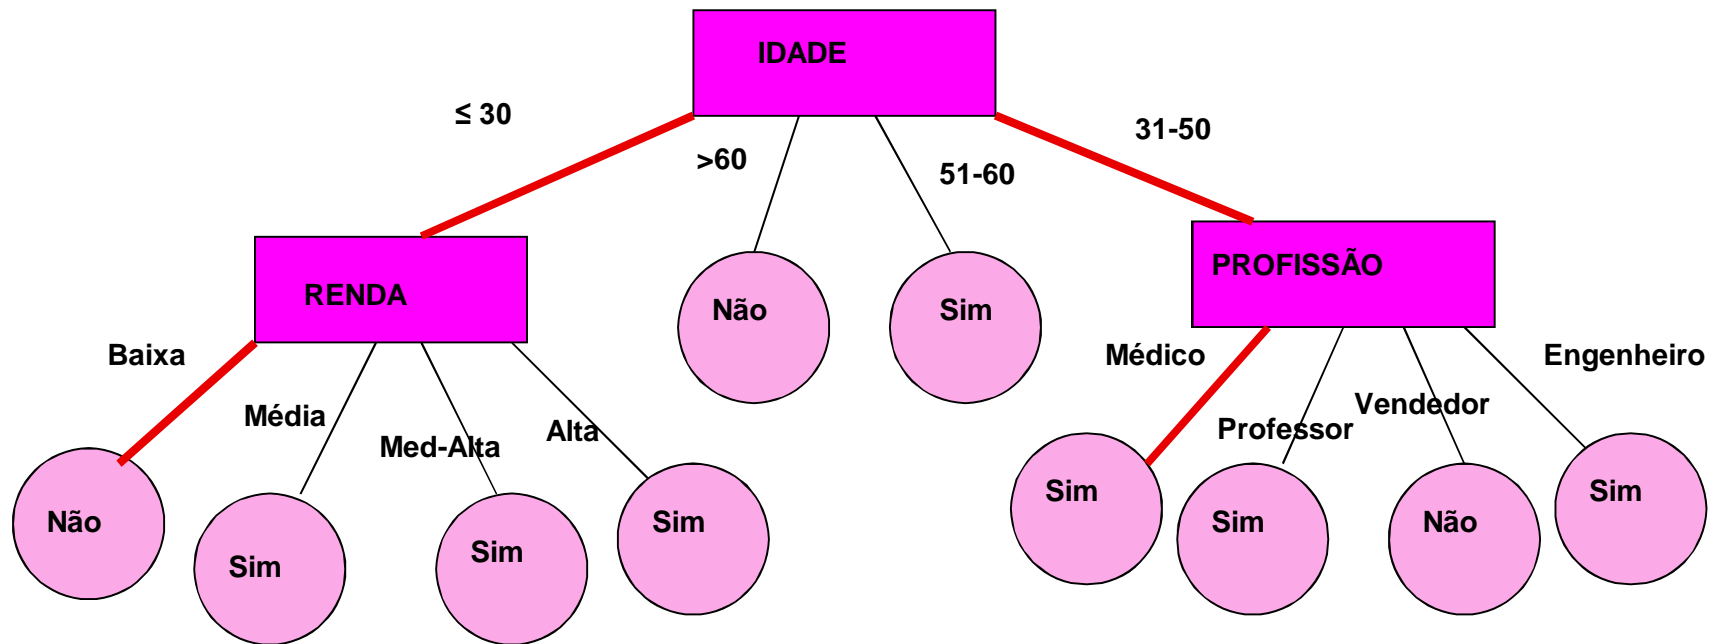 IDADE
≤ 30
>60
51-60
31-50
RENDA
Não
Sim
PROFISSÃO
Baixa
Média
Med-Alta
Alta
Médico
Professor
Vendedor
Engenheiro
Não
Sim
Sim
Sim
Sim
Sim
Não
Sim